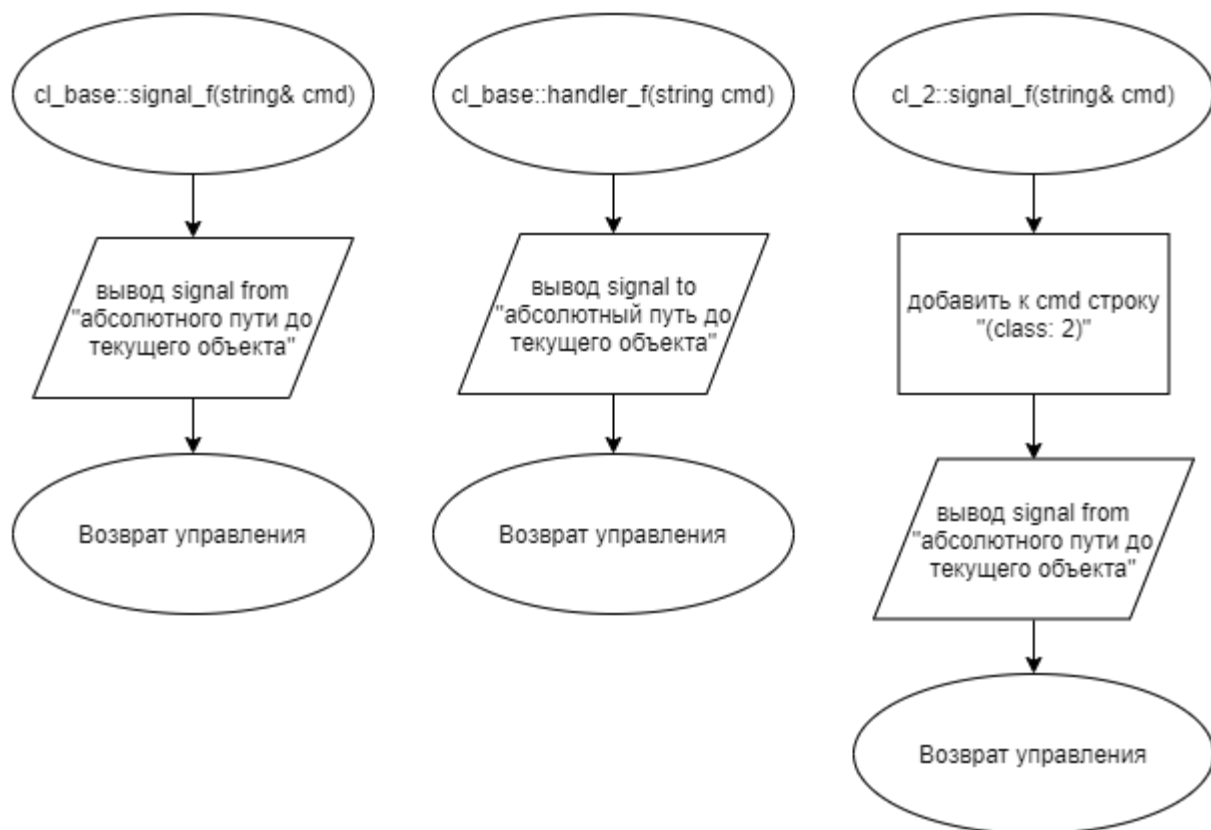 cl_base::signal_f(string& cmd)
вывод signal from
"абсолютного пути до
текущего объекта"
Возврат управления
cl_base::handler_f(string cmd)
вывод signal to
"абсолютный путь до
текущего объекта"
Возврат управления
cl_2::signal_f(string& cmd)
добавить к cmd строку
"(class: 2)"
вывод signal from
"абсолютного пути до
текущего объекта"
Возврат управления